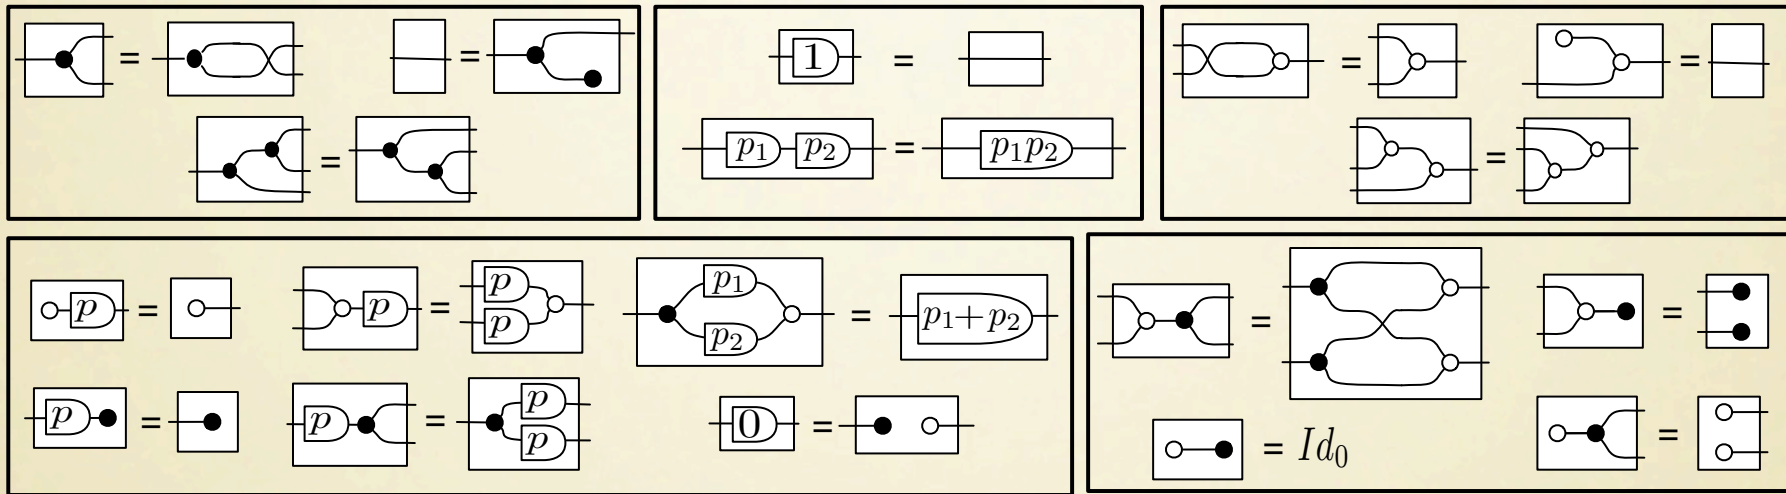 = =
=
1 =
p₁ p₂ = p₁p₂
= =
=
p = p = p p p₁ p₂ = p₁+p₂
p = p = p p 0 =
= =
= Id₀ =